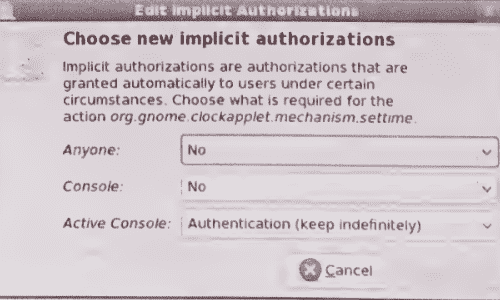 Edit Implicit Authorizations
Choose new implicit authorizations
Implicit authorizations are authorizations that are
granted automatically to users under certain
circumstances. Choose what is required for the
action org.gnome.clockapplet.mechanism.settime.
Anyone: No
Console: No
Active Console: Authentication (keep indefinitely)
Cancel